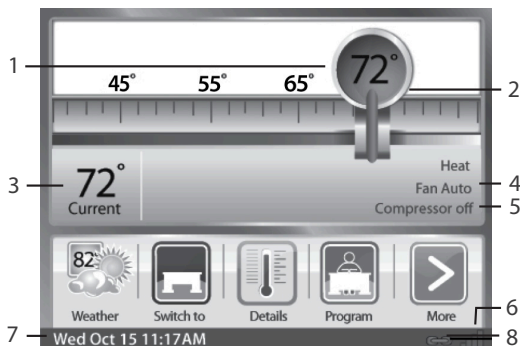 1
72°
2
45° 55° 65°
3
72°
Current
Heat
4
Fan Auto
5
Compressor off
82°
Weather Switch to Details Program More
6
7
Wed Oct 15 11:17AM
8